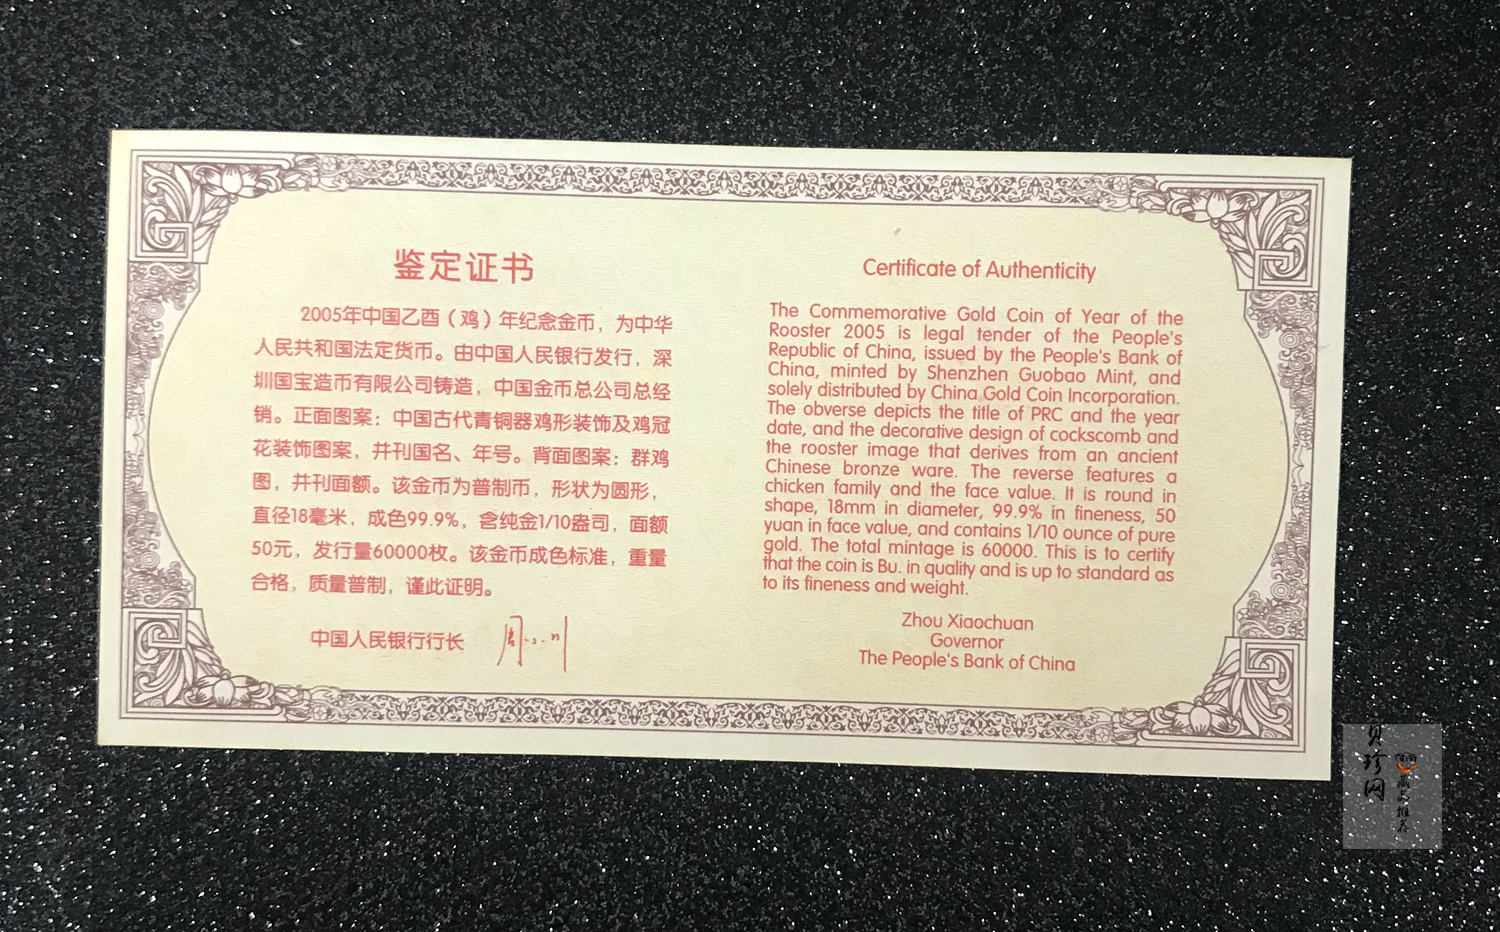 鉴定证书
2005年中国乙酉（鸡）年纪念金币，为中华
人民共和国法定货币。由中国人民银行发行，深
圳国宝造币有限公司铸造，中国金币总公司总经
销。正面图案：中国古代青铜器鸡形装饰及鸡冠
花装饰图案，并刊国名、年号。背面图案：群鸡
图，并刊面额。该金币为普制币，形状为圆形，
直径18毫米，成色99.9%，含纯金1/10盎司，面额
50元，发行量60000枚。该金币成色标准，重量
合格，质量普制，谨此证明。
中国人民银行行长 周小川
Certificate of Authenticity
The Commemorative Gold Coin of Year of the
Rooster 2005 is legal tender of the People's
Republic of China, issued by the People's Bank of
China, minted by Shenzhen Guobao Mint, and
solely distributed by China Gold Coin Incorporation.
The obverse depicts the title of PRC and the year
date, and the decorative design of cockscomb and
the rooster image that derives from an ancient
Chinese bronze ware. The reverse features a
chicken family and the face value. It is round in
shape, 18mm in diameter, 99.9% in fineness, 50
yuan in face value, and contains 1/10 ounce of pure
gold. The total mintage is 60000. This is to certify
that the coin is Bu. in quality and is up to standard as
to its fineness and weight.
Zhou Xiaochuan
Governor
The People's Bank of China
贝珍网
藏品推荐